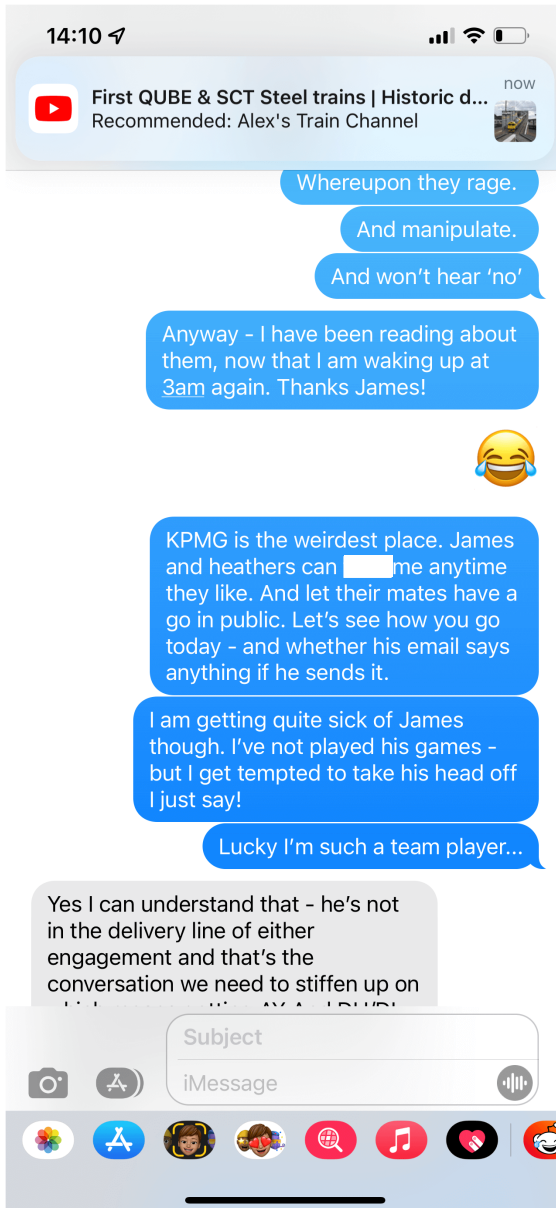 14:10
now
First QUBE & SCT Steel trains | Historic d...
Recommended: Alex's Train Channel
Whereupon they rage.
And manipulate.
And won’t hear ‘no’
Anyway - I have been reading about
them, now that I am waking up at
3am again. Thanks James!
KPMG is the weirdest place. James
and heathers can me anytime
they like. And let their mates have a
go in public. Let’s see how you go
today - and whether his email says
anything if he sends it.
I am getting quite sick of James
though. I’ve not played his games -
but I get tempted to take his head off
I just say!
Lucky I’m such a team player...
Yes I can understand that - he’s not
in the delivery line of either
engagement and that’s the
conversation we need to stiffen up on
Subject
iMessage